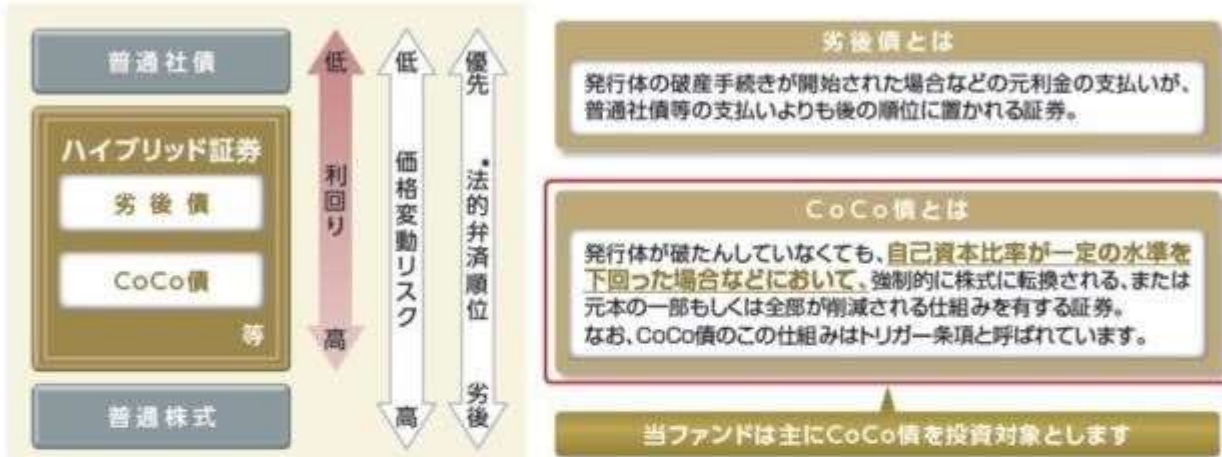 普通社債
ハイブリッド証券
劣後債
CoCo債
等
普通株式
低
利回り
高
低
価格変動リスク
高
優先
*法的弁済順位
劣後
劣後債とは
発行体の破産手続きが開始された場合などの元利金の支払いが、
普通社債等の支払いよりも後の順位に置かれる証券。
CoCo債とは
発行体が破たんしていなくても、自己資本比率が一定の水準を
下回った場合などにおいて、強制的に株式に転換される、または
元本の一部もしくは全部が削減される仕組みを有する証券。
なお、CoCo債のこの仕組みはトリガー条項と呼ばれています。
当ファンドは主にCoCo債を投資対象とします